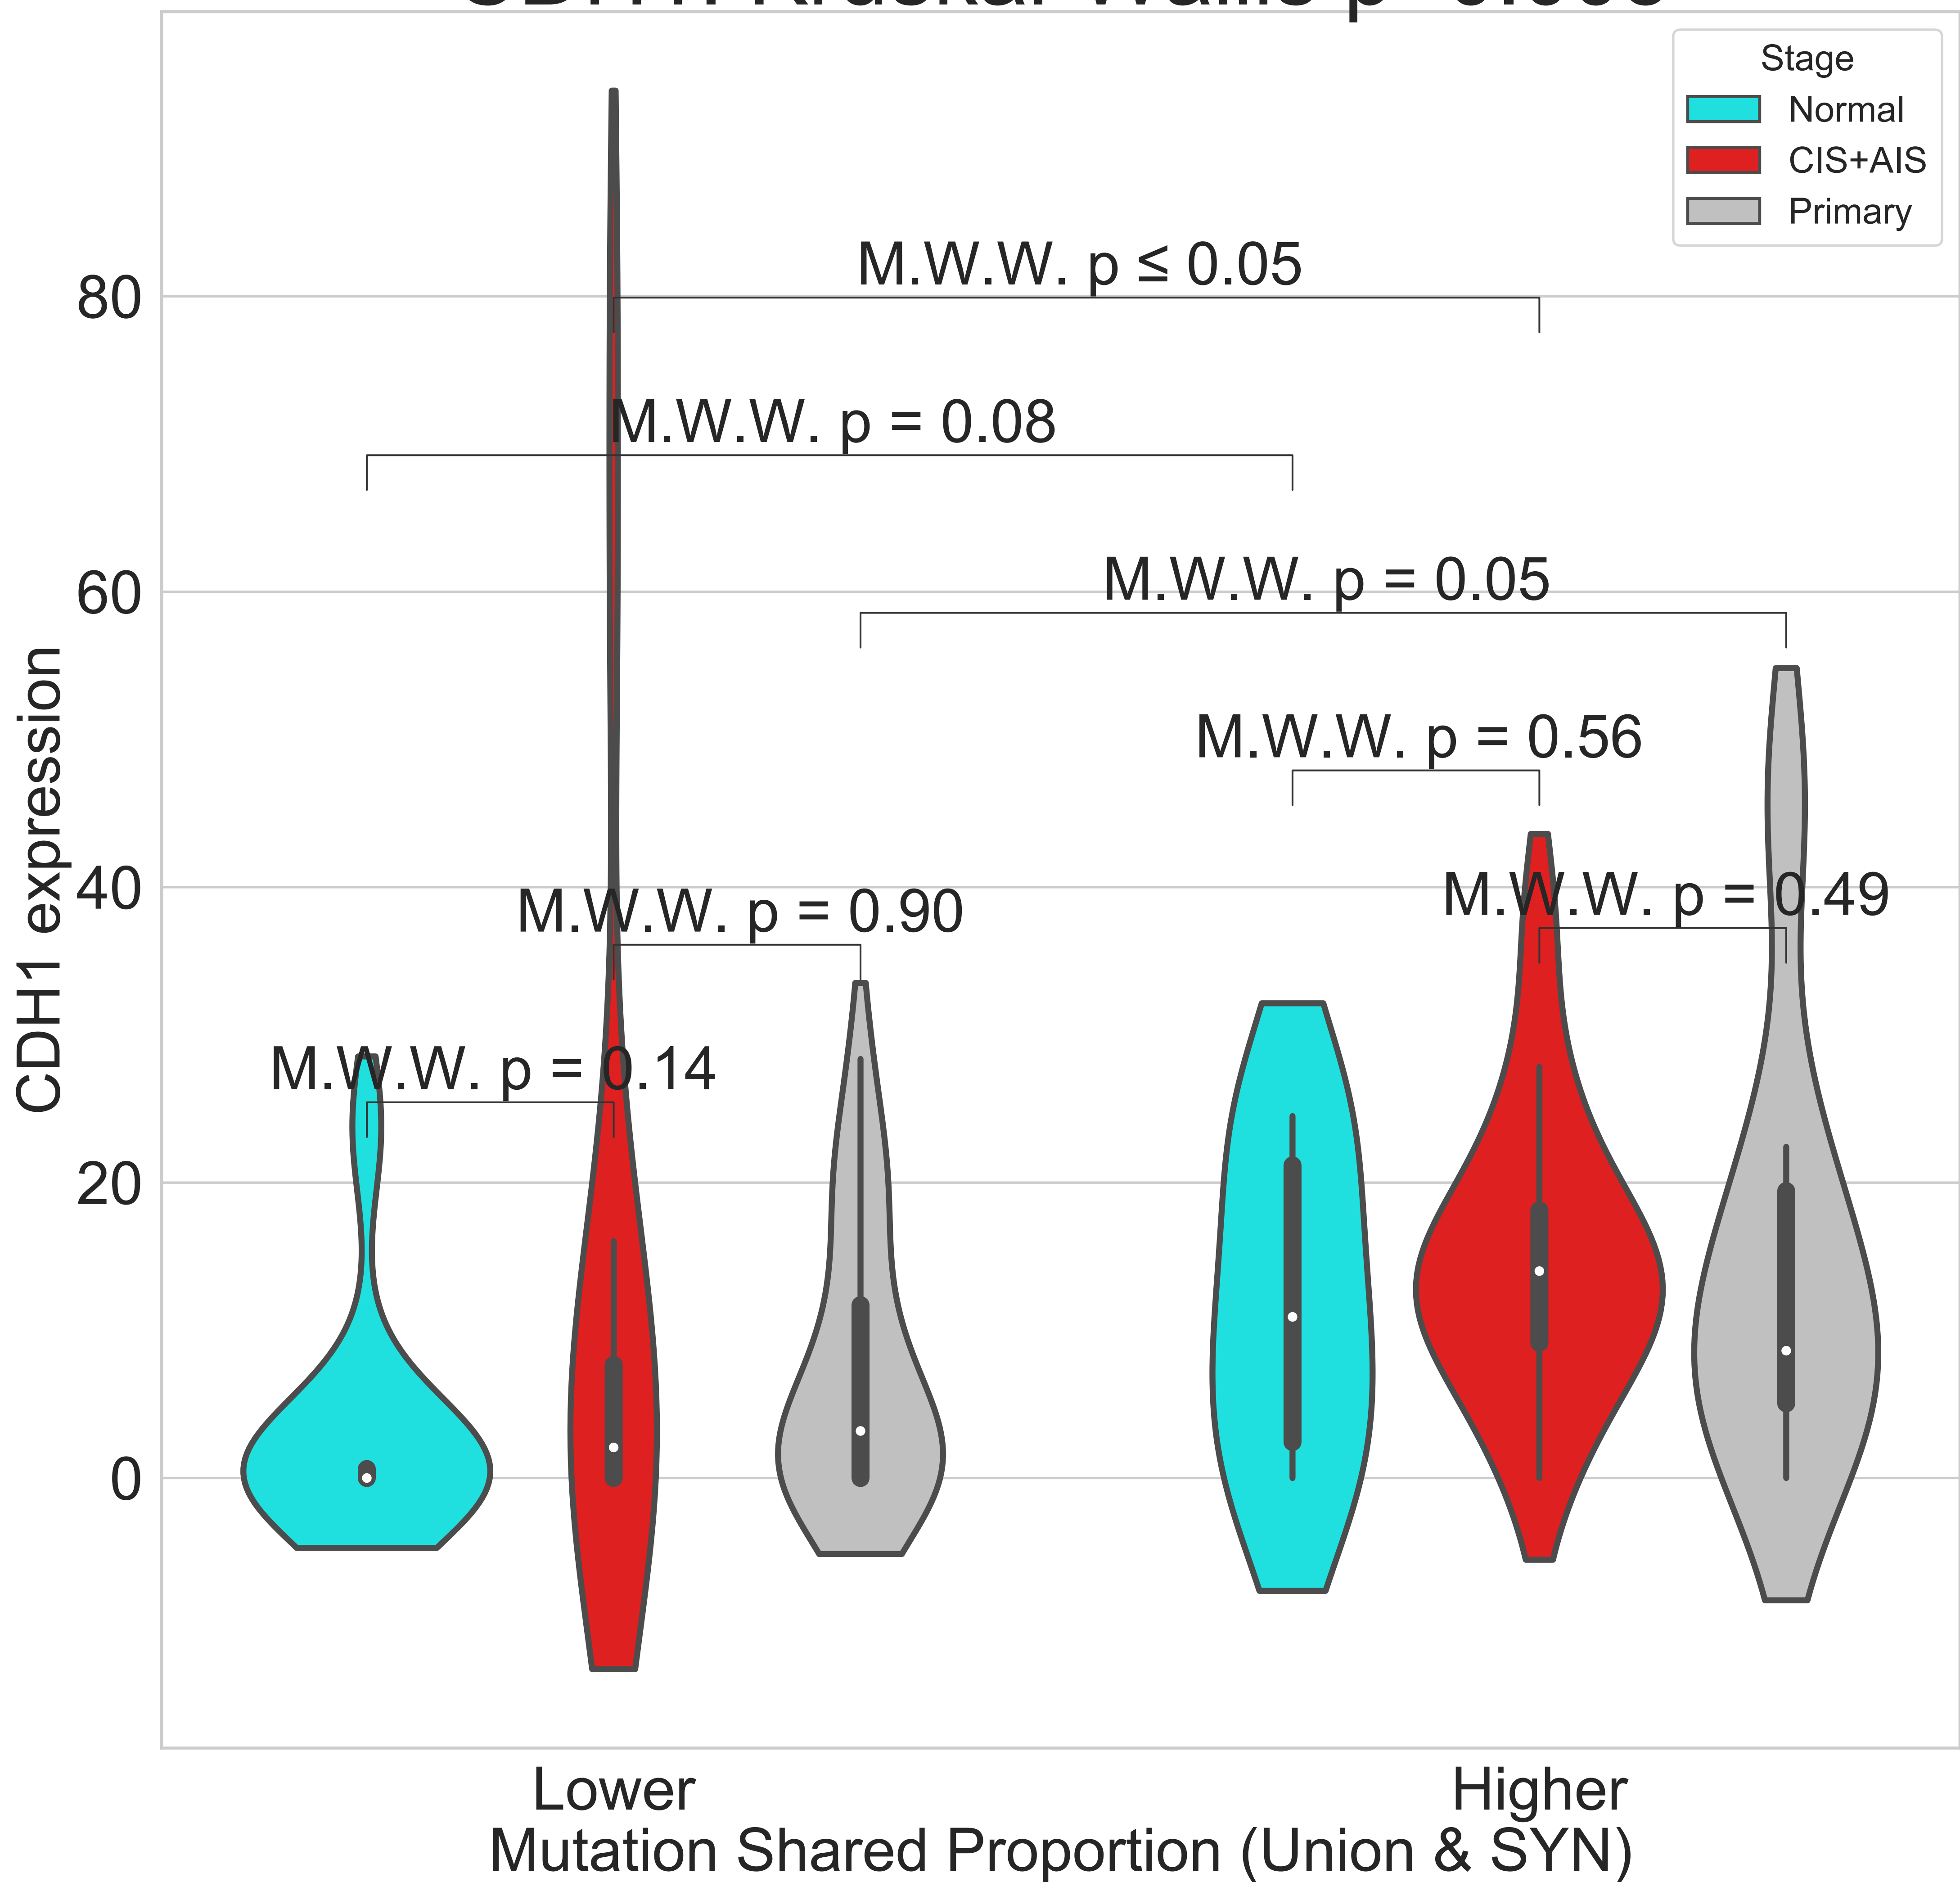 Stage
Normal
CIS+AIS
Primary
M.W.W. p ≤ 0.05
M.W.W. p = 0.08
M.W.W. p = 0.05
M.W.W. p = 0.56
M.W.W. p = 0.49
M.W.W. p = 0.90
M.W.W. p = 0.14
80
60
40
20
0
CDH1 expression
Lower
Higher
Mutation Shared Proportion (Union & SYN)